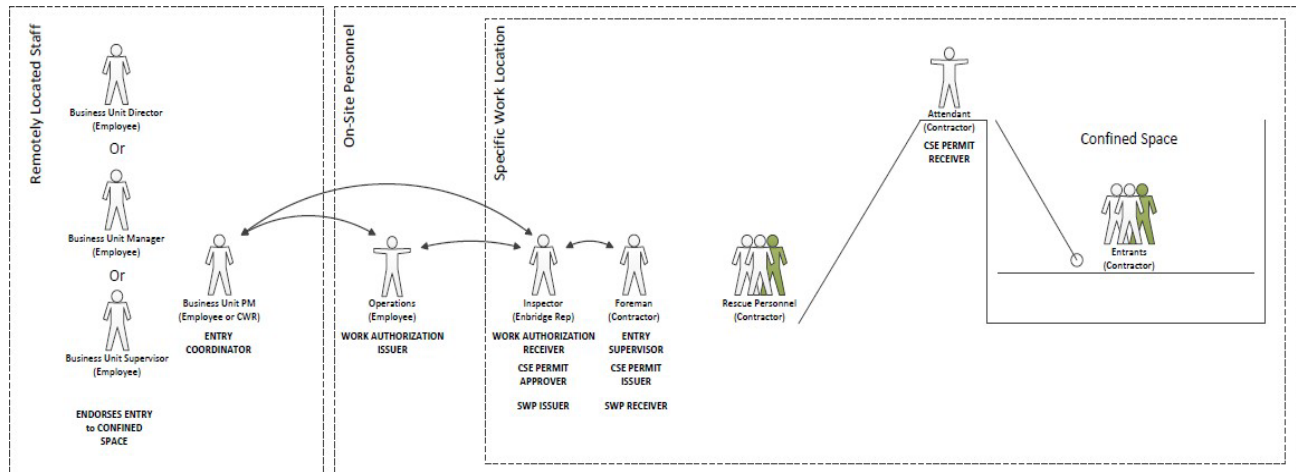 Remotely Located Staff
Business Unit Director
(Employee)
Or
Business Unit Manager
(Employee)
Or
Business Unit Supervisor
(Employee)
ENDORSES ENTRY
to CONFINED
SPACE
Business Unit PM
(Employee or CWR)
ENTRY
COORDINATOR
On-Site Personnel
Operations
(Employee)
WORK AUTHORIZATION
ISSUER
Specific Work Location
Inspector
(Enbridge Rep)
WORK AUTHORIZATION
RECEIVER
CSE PERMIT
APPROVER
SWP ISSUER
Foreman
(Contractor)
ENTRY
SUPERVISOR
CSE PERMIT
ISSUER
SWP RECEIVER
Rescue Personnel
(Contractor)
Attendant
(Contractor)
CSE PERMIT
RECEIVER
Confined Space
Entrants
(Contractor)